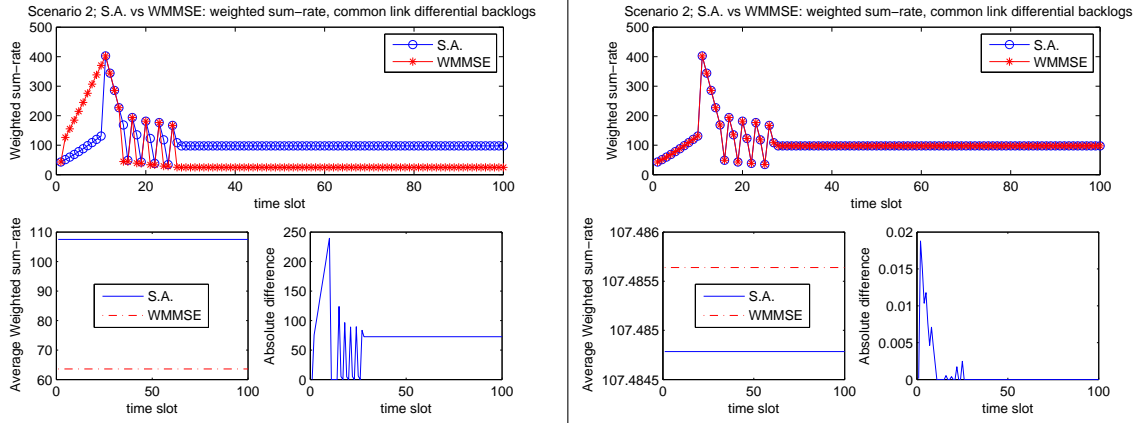 Scenario 2; S.A. vs WMMSE: weighted sum−rate, common link differential backlogs
500
400
300
200
100
0
Weighted sum−rate
S.A.
WMMSE
0 20 40 60 80 100
time slot
110
100
90
80
70
60
Average Weighted sum−rate
S.A.
WMMSE
0 50 100
time slot
250
200
150
100
50
0
Absolute difference
0 50 100
time slot
Scenario 2; S.A. vs WMMSE: weighted sum−rate, common link differential backlogs
500
400
300
200
100
0
Weighted sum−rate
S.A.
WMMSE
0 20 40 60 80 100
time slot
107.486
107.4855
107.485
107.4845
Average Weighted sum−rate
S.A.
WMMSE
0 50 100
time slot
0.02
0.015
0.01
0.005
0
Absolute difference
0 50 100
time slot